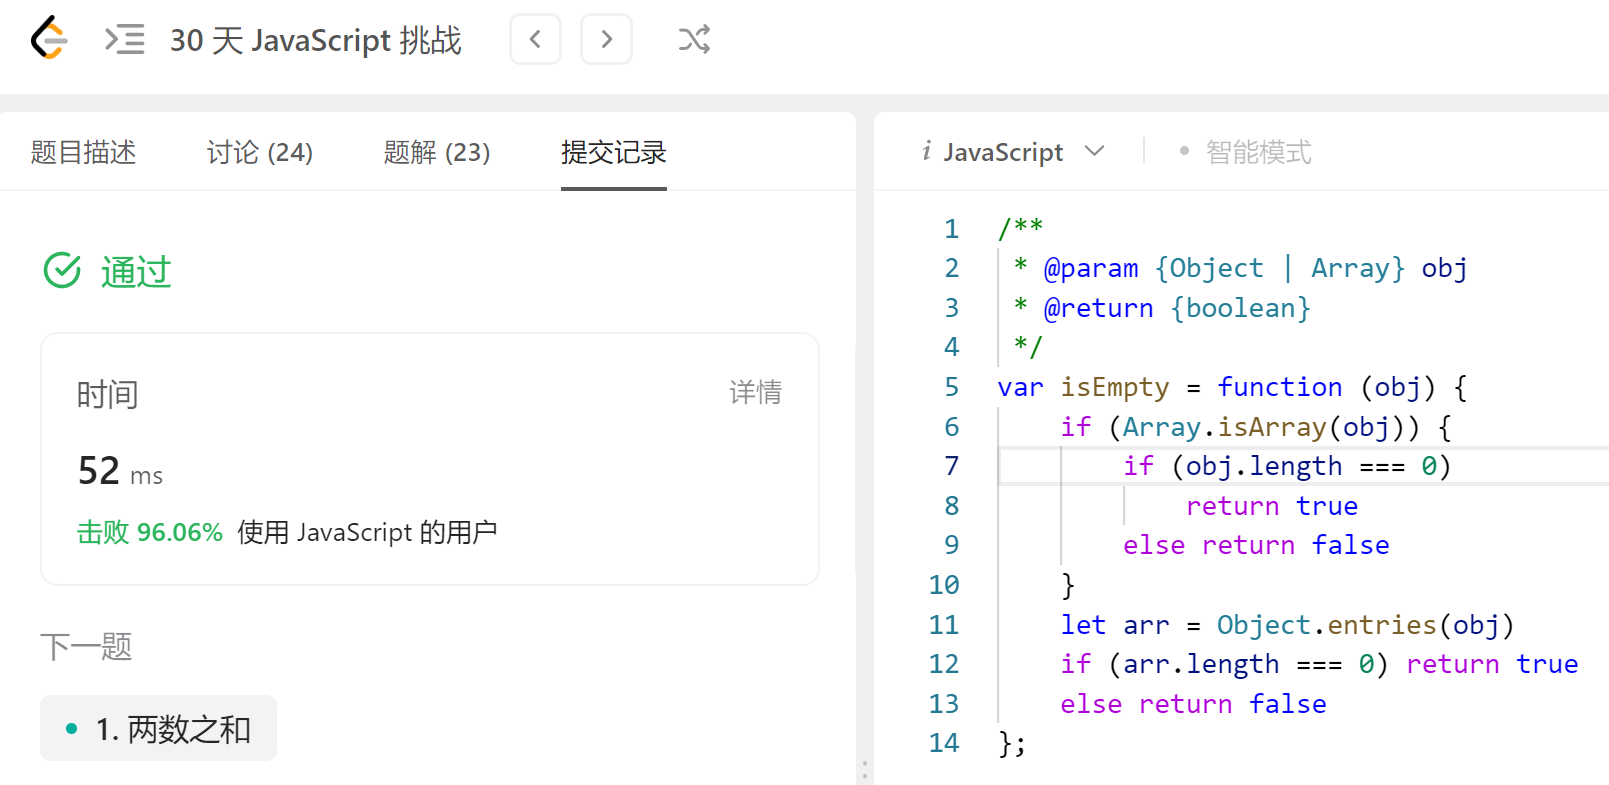 30 天 JavaScript 挑战
题目描述 讨论 (24) 题解 (23) 提交记录
通过
时间 详情
52 ms
击败 96.06% 使用 JavaScript 的用户
下一题
1. 两数之和
i JavaScript 智能模式
1 /**
2 * @param {Object | Array} obj
3 * @return {boolean}
4 */
5 var isEmpty = function (obj) {
6 if (Array.isArray(obj)) {
7 if (obj.length === 0)
8 return true
9 else return false
10 }
11 let arr = Object.entries(obj)
12 if (arr.length === 0) return true
13 else return false
14 };